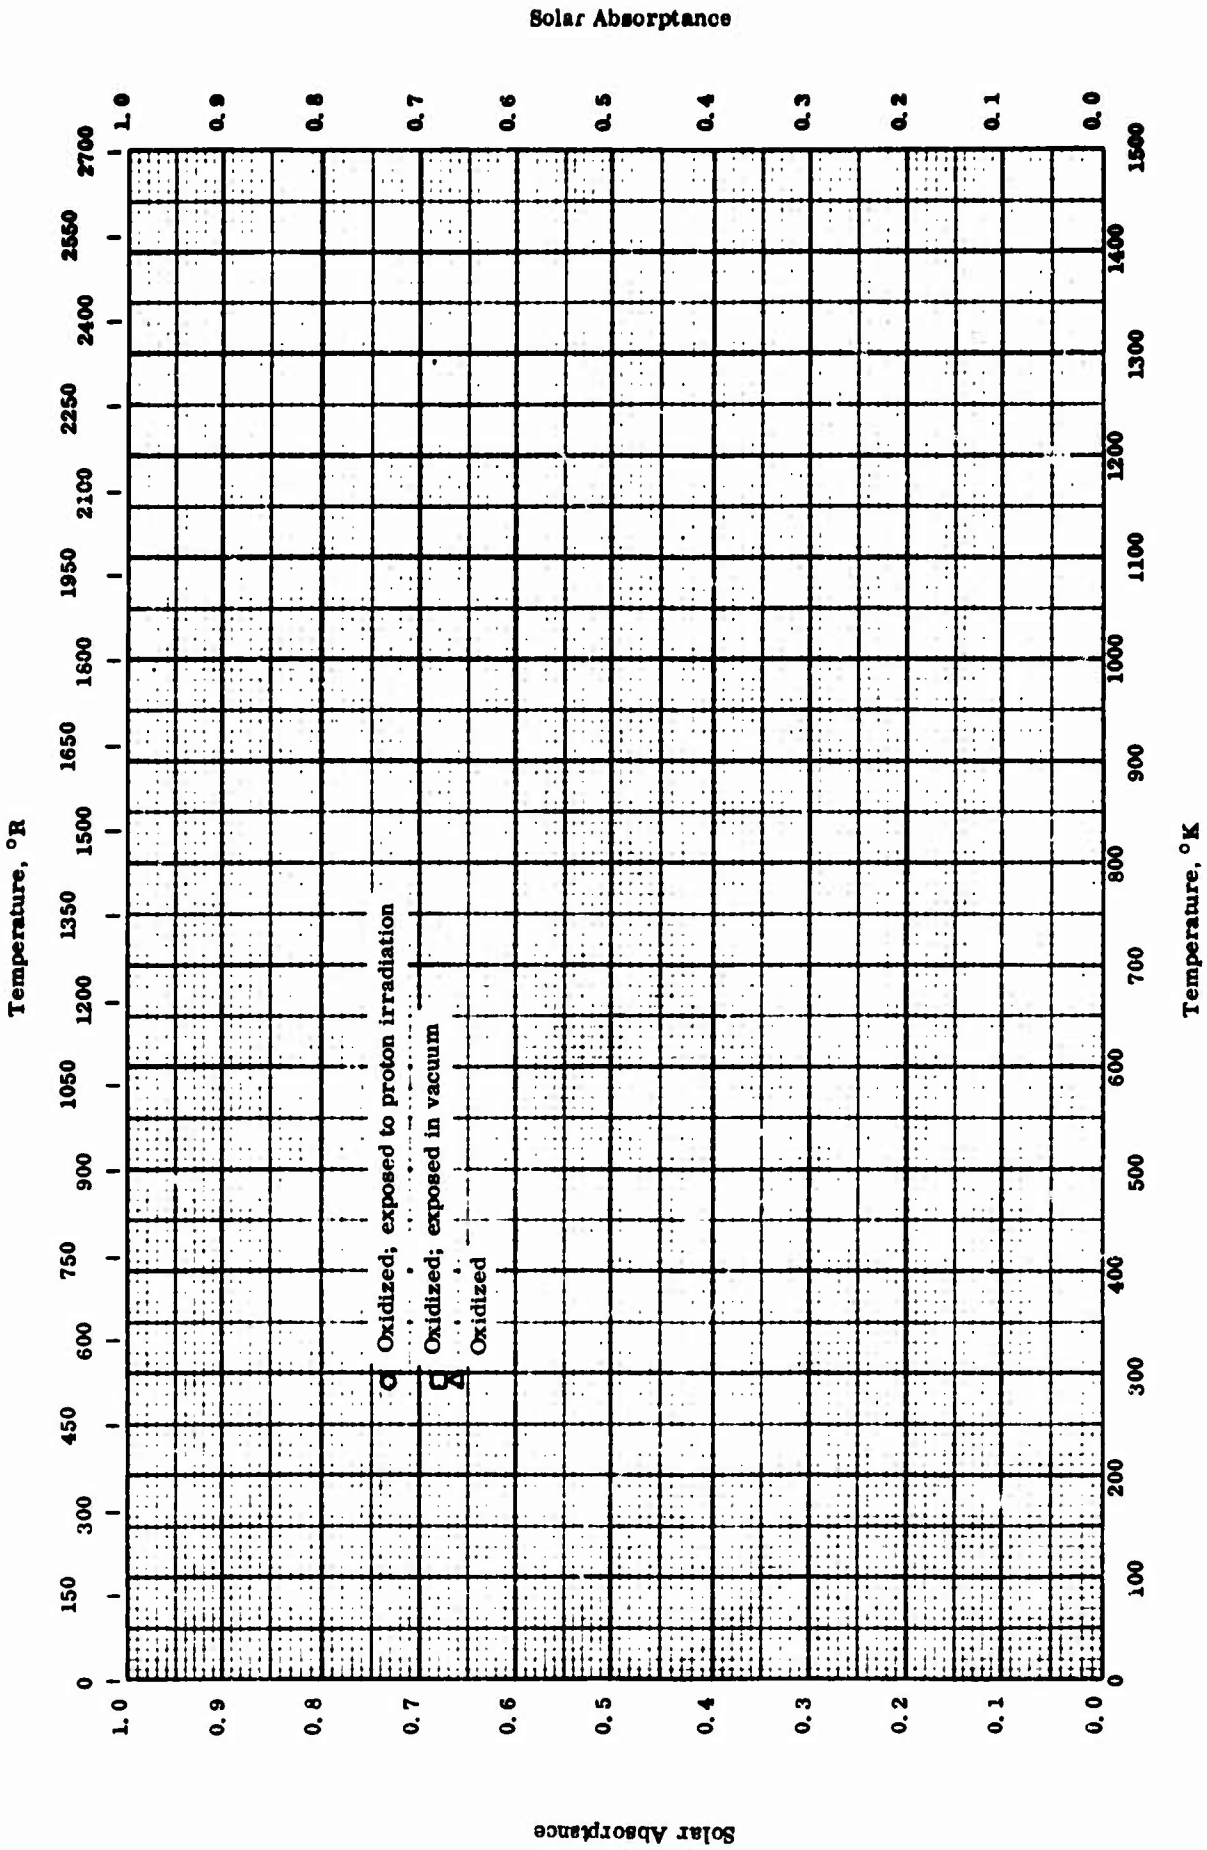 Temperature, °R
0 150 300 450 600 750 900 1050 1200 1350 1500 1650 1800 1950 2100 2250 2400 2550 2700
Solar Absorptance
1.0
0.9
0.8
0.7
0.6
0.5
0.4
0.3
0.2
0.1
0.0
Oxidized; exposed to proton irradiation
Oxidized; exposed in vacuum
Oxidized
Solar Absorptance
1.0
0.9
0.8
0.7
0.6
0.5
0.4
0.3
0.2
0.1
0.0
0 100 200 300 400 500 600 700 800 900 1000 1100 1200 1300 1400 1500
Temperature, °K